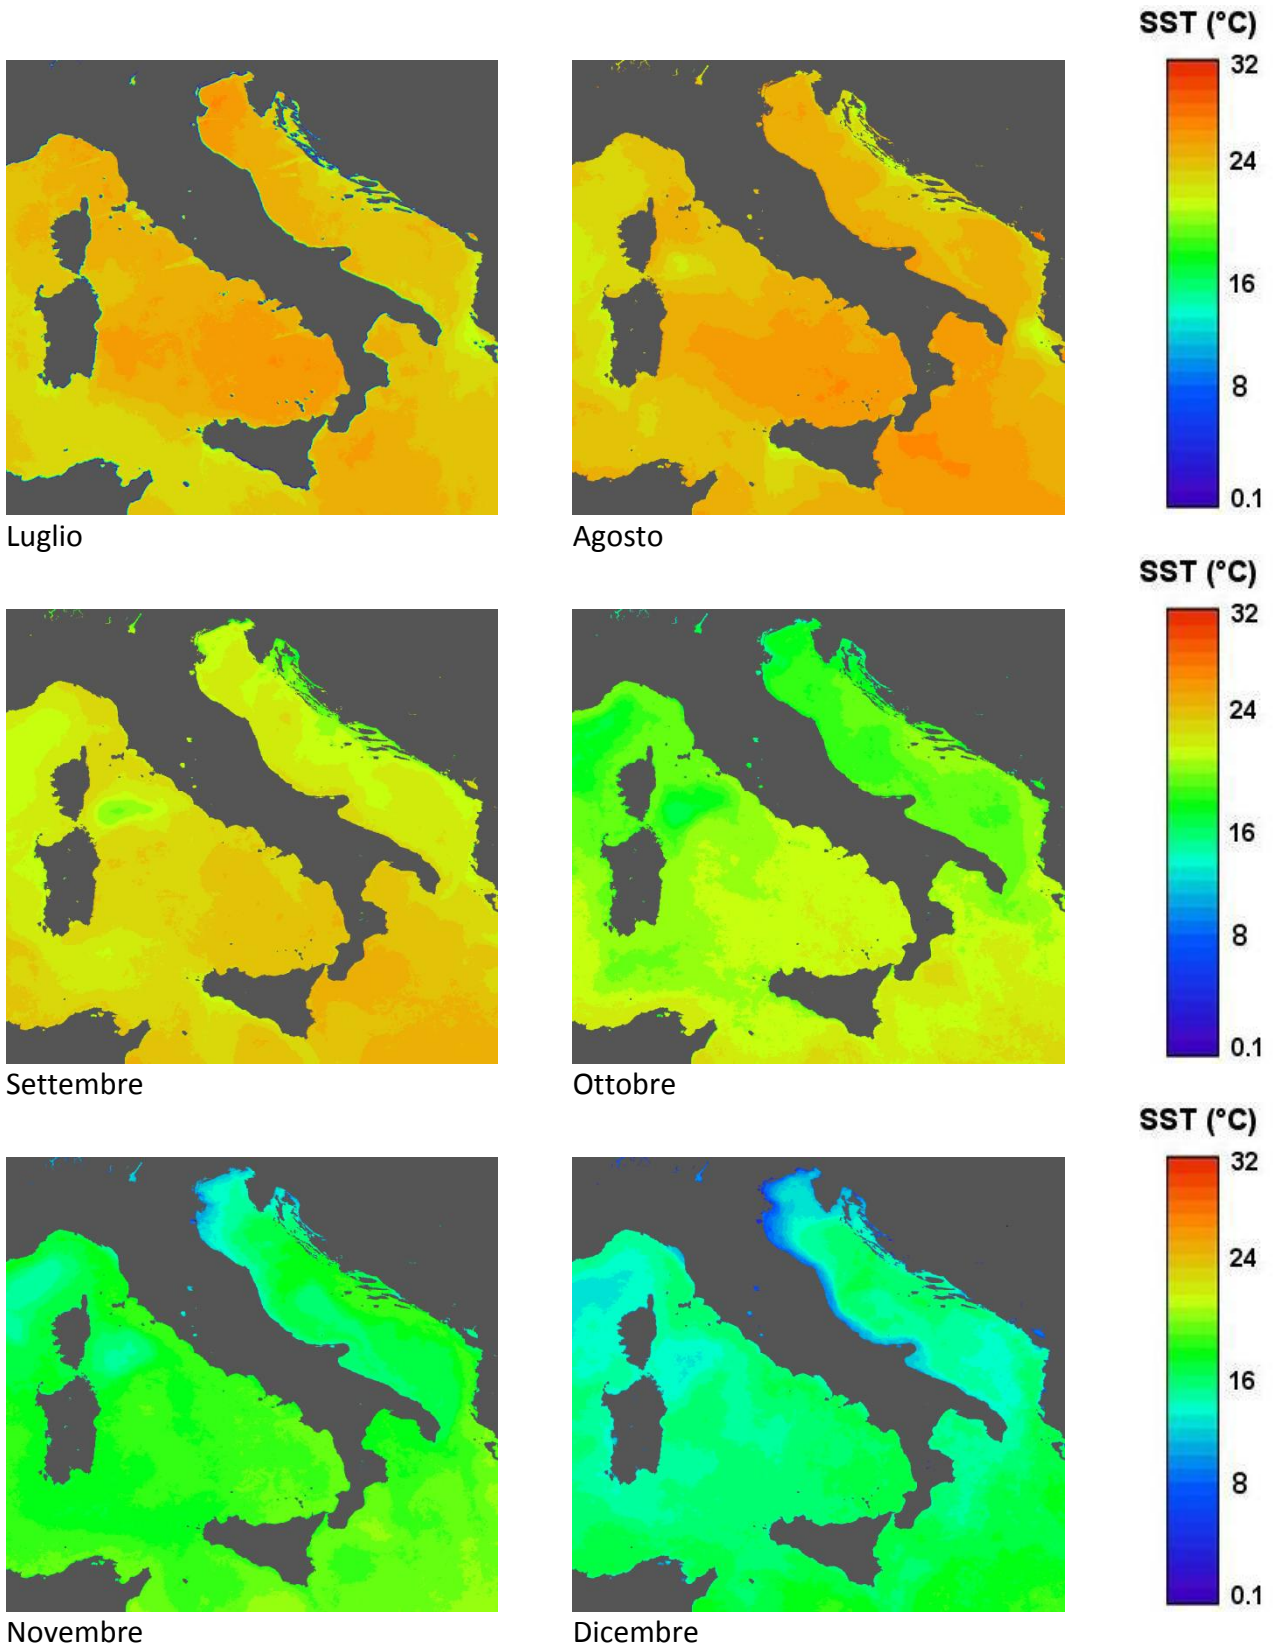 SST (°C)
32
24
16
8
0.1
Luglio
Agosto
SST (°C)
32
24
16
8
0.1
Settembre
Ottobre
SST (°C)
32
24
16
8
0.1
Novembre
Dicembre